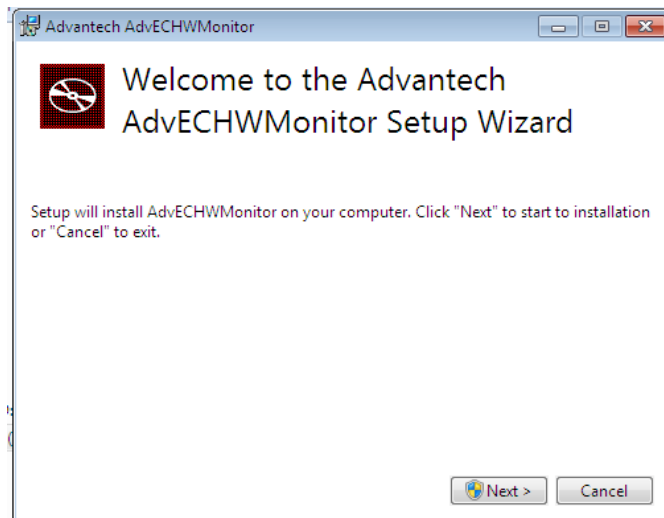 Advantech AdvECHWMonitor
Welcome to the Advantech
AdvECHWMonitor Setup Wizard
Setup will install AdvECHWMonitor on your computer. Click "Next" to start to installation
or "Cancel" to exit.
Next >
Cancel